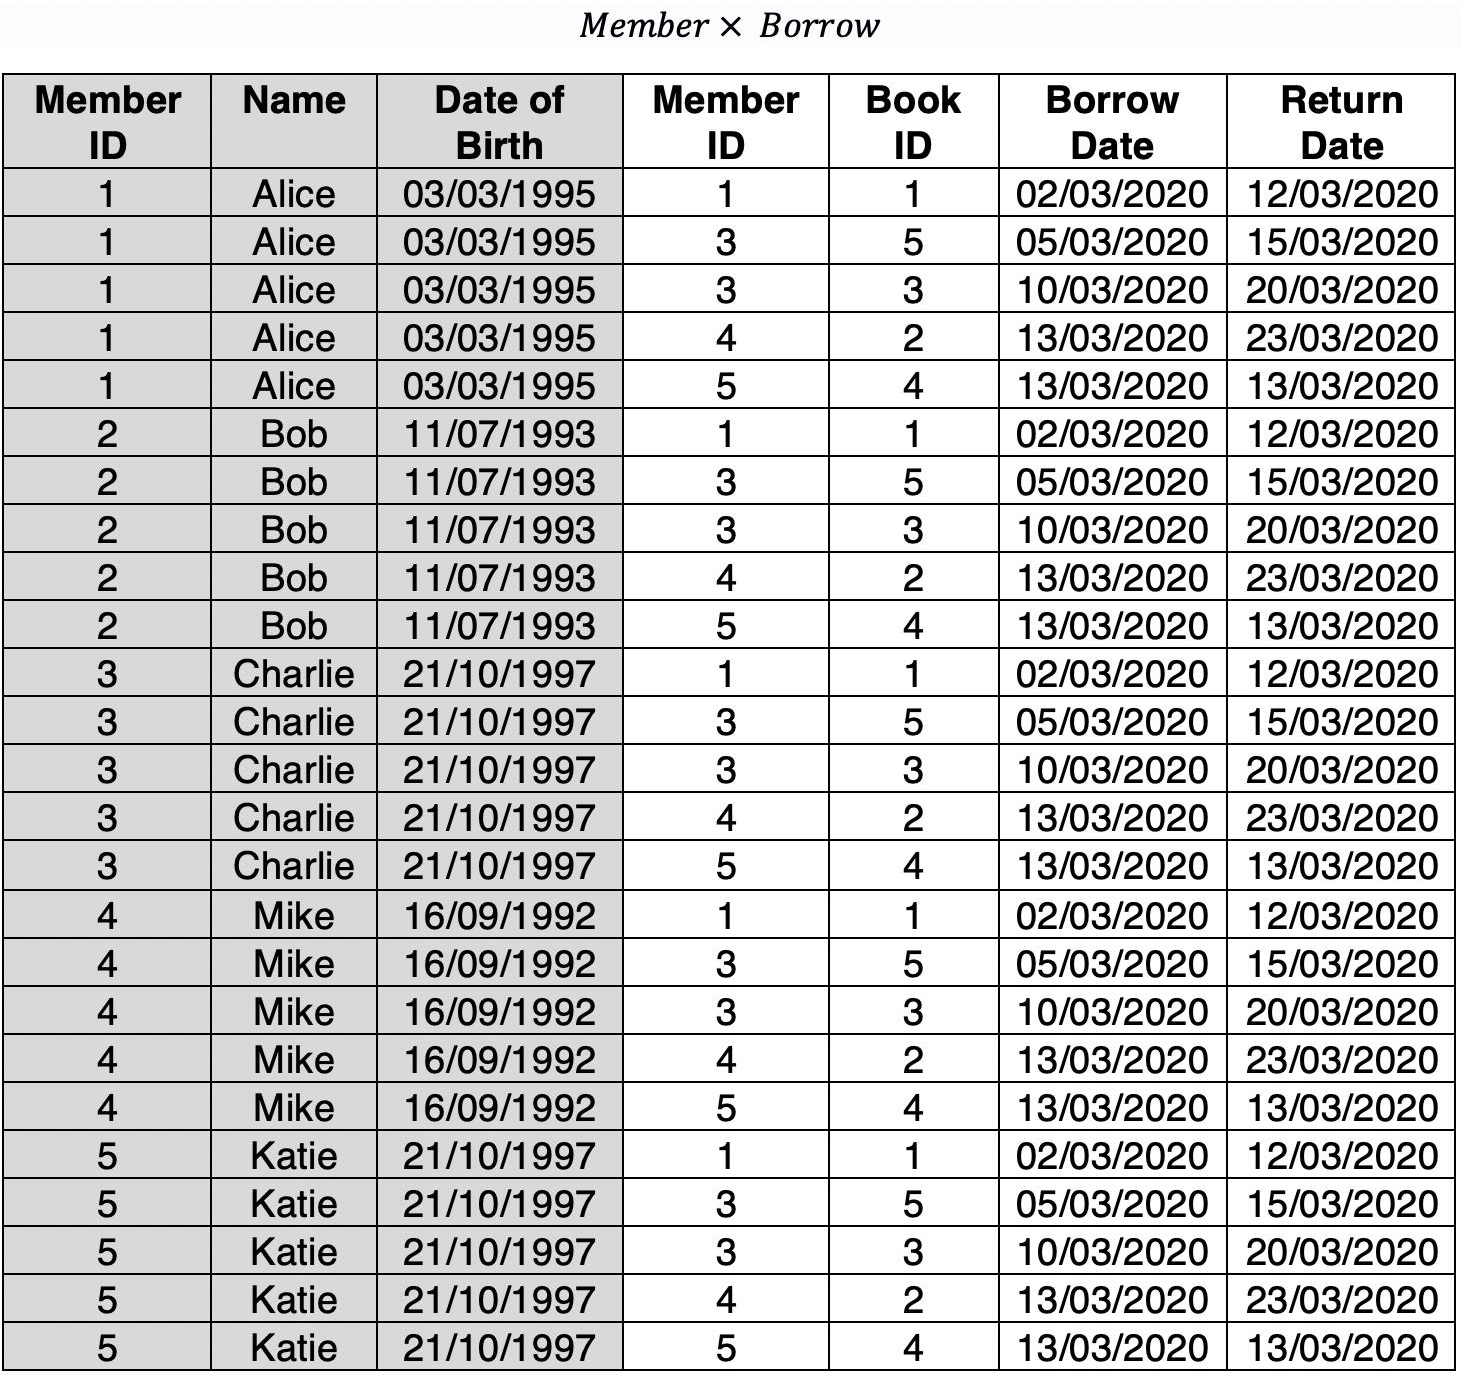 Member × Borrow
Member ID Name Date of Birth Member ID Book ID Borrow Date Return Date
1 Alice 03/03/1995 1 1 02/03/2020 12/03/2020
1 Alice 03/03/1995 3 5 05/03/2020 15/03/2020
1 Alice 03/03/1995 3 3 10/03/2020 20/03/2020
1 Alice 03/03/1995 4 2 13/03/2020 23/03/2020
1 Alice 03/03/1995 5 4 13/03/2020 13/03/2020
2 Bob 11/07/1993 1 1 02/03/2020 12/03/2020
2 Bob 11/07/1993 3 5 05/03/2020 15/03/2020
2 Bob 11/07/1993 3 3 10/03/2020 20/03/2020
2 Bob 11/07/1993 4 2 13/03/2020 23/03/2020
2 Bob 11/07/1993 5 4 13/03/2020 13/03/2020
3 Charlie 21/10/1997 1 1 02/03/2020 12/03/2020
3 Charlie 21/10/1997 3 5 05/03/2020 15/03/2020
3 Charlie 21/10/1997 3 3 10/03/2020 20/03/2020
3 Charlie 21/10/1997 4 2 13/03/2020 23/03/2020
3 Charlie 21/10/1997 5 4 13/03/2020 13/03/2020
4 Mike 16/09/1992 1 1 02/03/2020 12/03/2020
4 Mike 16/09/1992 3 5 05/03/2020 15/03/2020
4 Mike 16/09/1992 3 3 10/03/2020 20/03/2020
4 Mike 16/09/1992 4 2 13/03/2020 23/03/2020
4 Mike 16/09/1992 5 4 13/03/2020 13/03/2020
5 Katie 21/10/1997 1 1 02/03/2020 12/03/2020
5 Katie 21/10/1997 3 5 05/03/2020 15/03/2020
5 Katie 21/10/1997 3 3 10/03/2020 20/03/2020
5 Katie 21/10/1997 4 2 13/03/2020 23/03/2020
5 Katie 21/10/1997 5 4 13/03/2020 13/03/2020